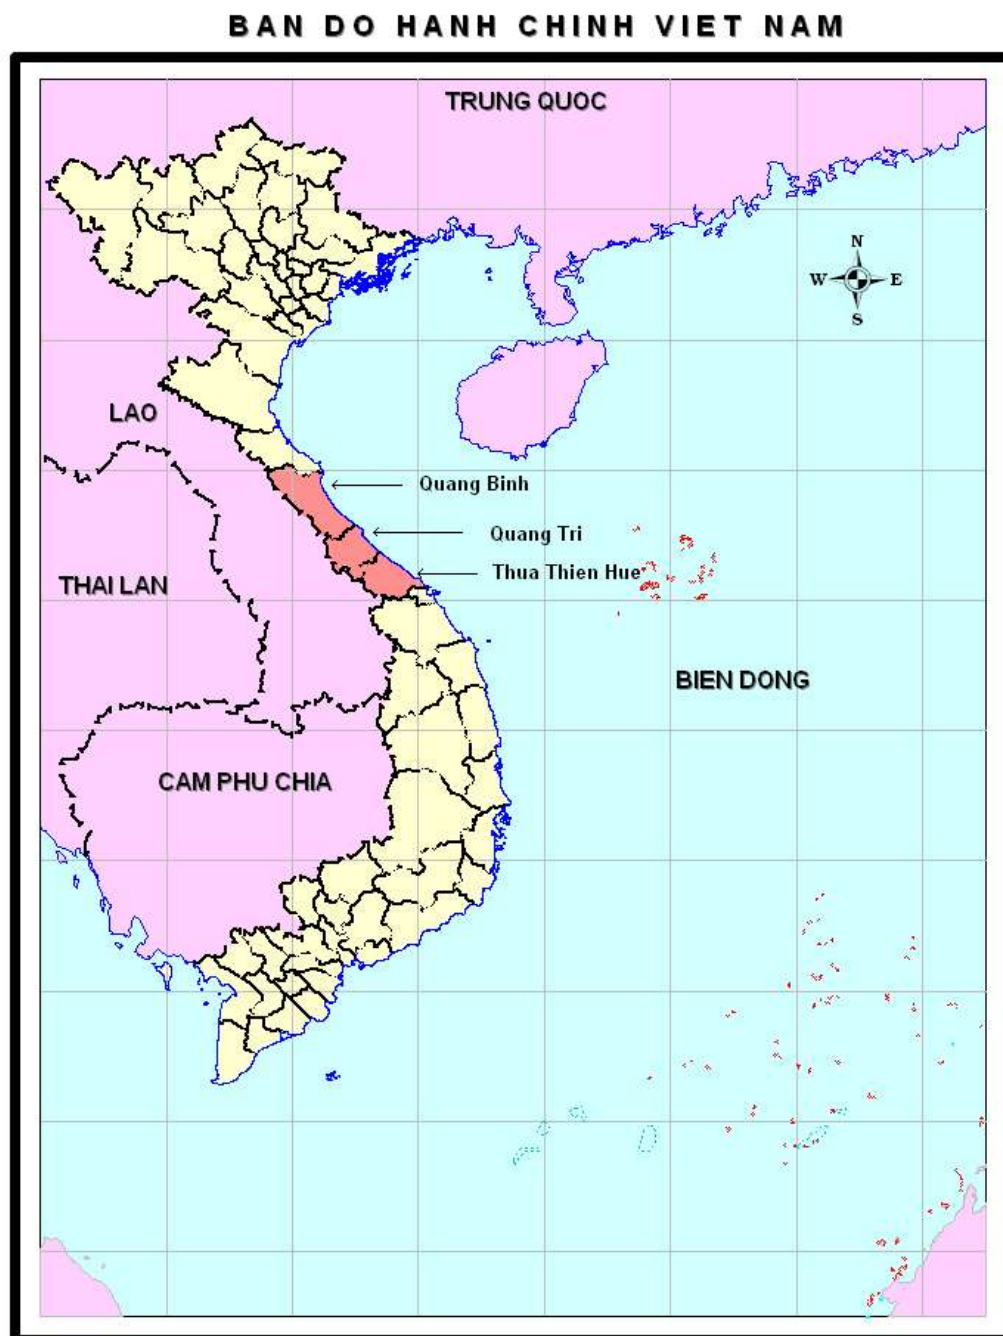 BAN DO HANH CHINH VIET NAM
TRUNG QUOC
N
W E
S
LAO
Quang Binh
Quang Tri
Thua Thien Hue
THAI LAN
BIEN DONG
CAM PHU CHIA